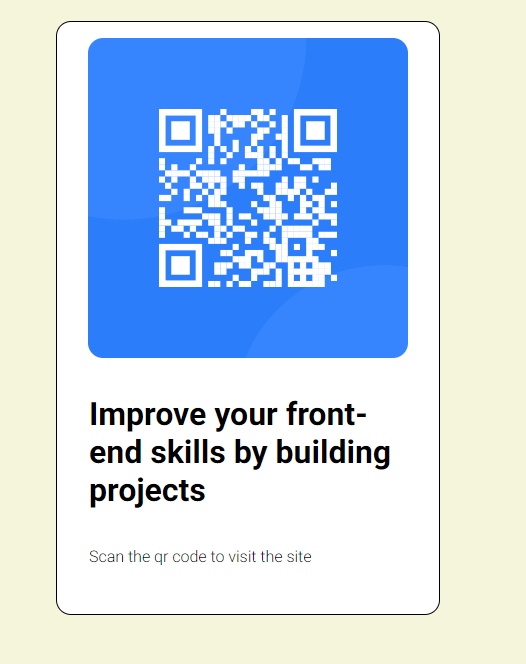 Improve your front-
end skills by building
projects
Scan the qr code to visit the site